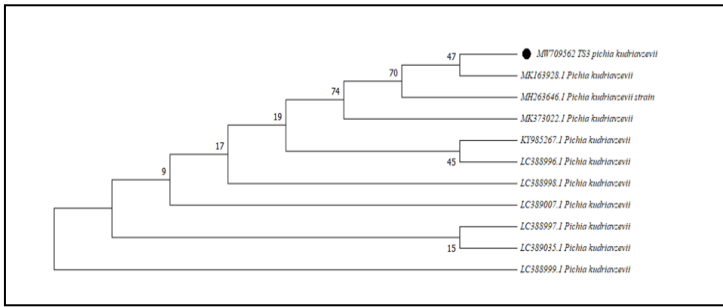 47
MW709562 TS3 pichia kudriavzevii
70
MK163928.1 Pichia kudriavzevii
74
MH263646.1 Pichia kudriavzevii strain
19
MK373022.1 Pichia kudriavzevii
17
KY985267.1 Pichia kudriavzevii
45
LC388996.1 Pichia kudriavzevii
9
LC388998.1 Pichia kudriavzevii
LC389007.1 Pichia kudriavzevii
LC388997.1 Pichia kudriavzevii
15
LC389035.1 Pichia kudriavzevii
LC388999.1 Pichia kudriavzevii